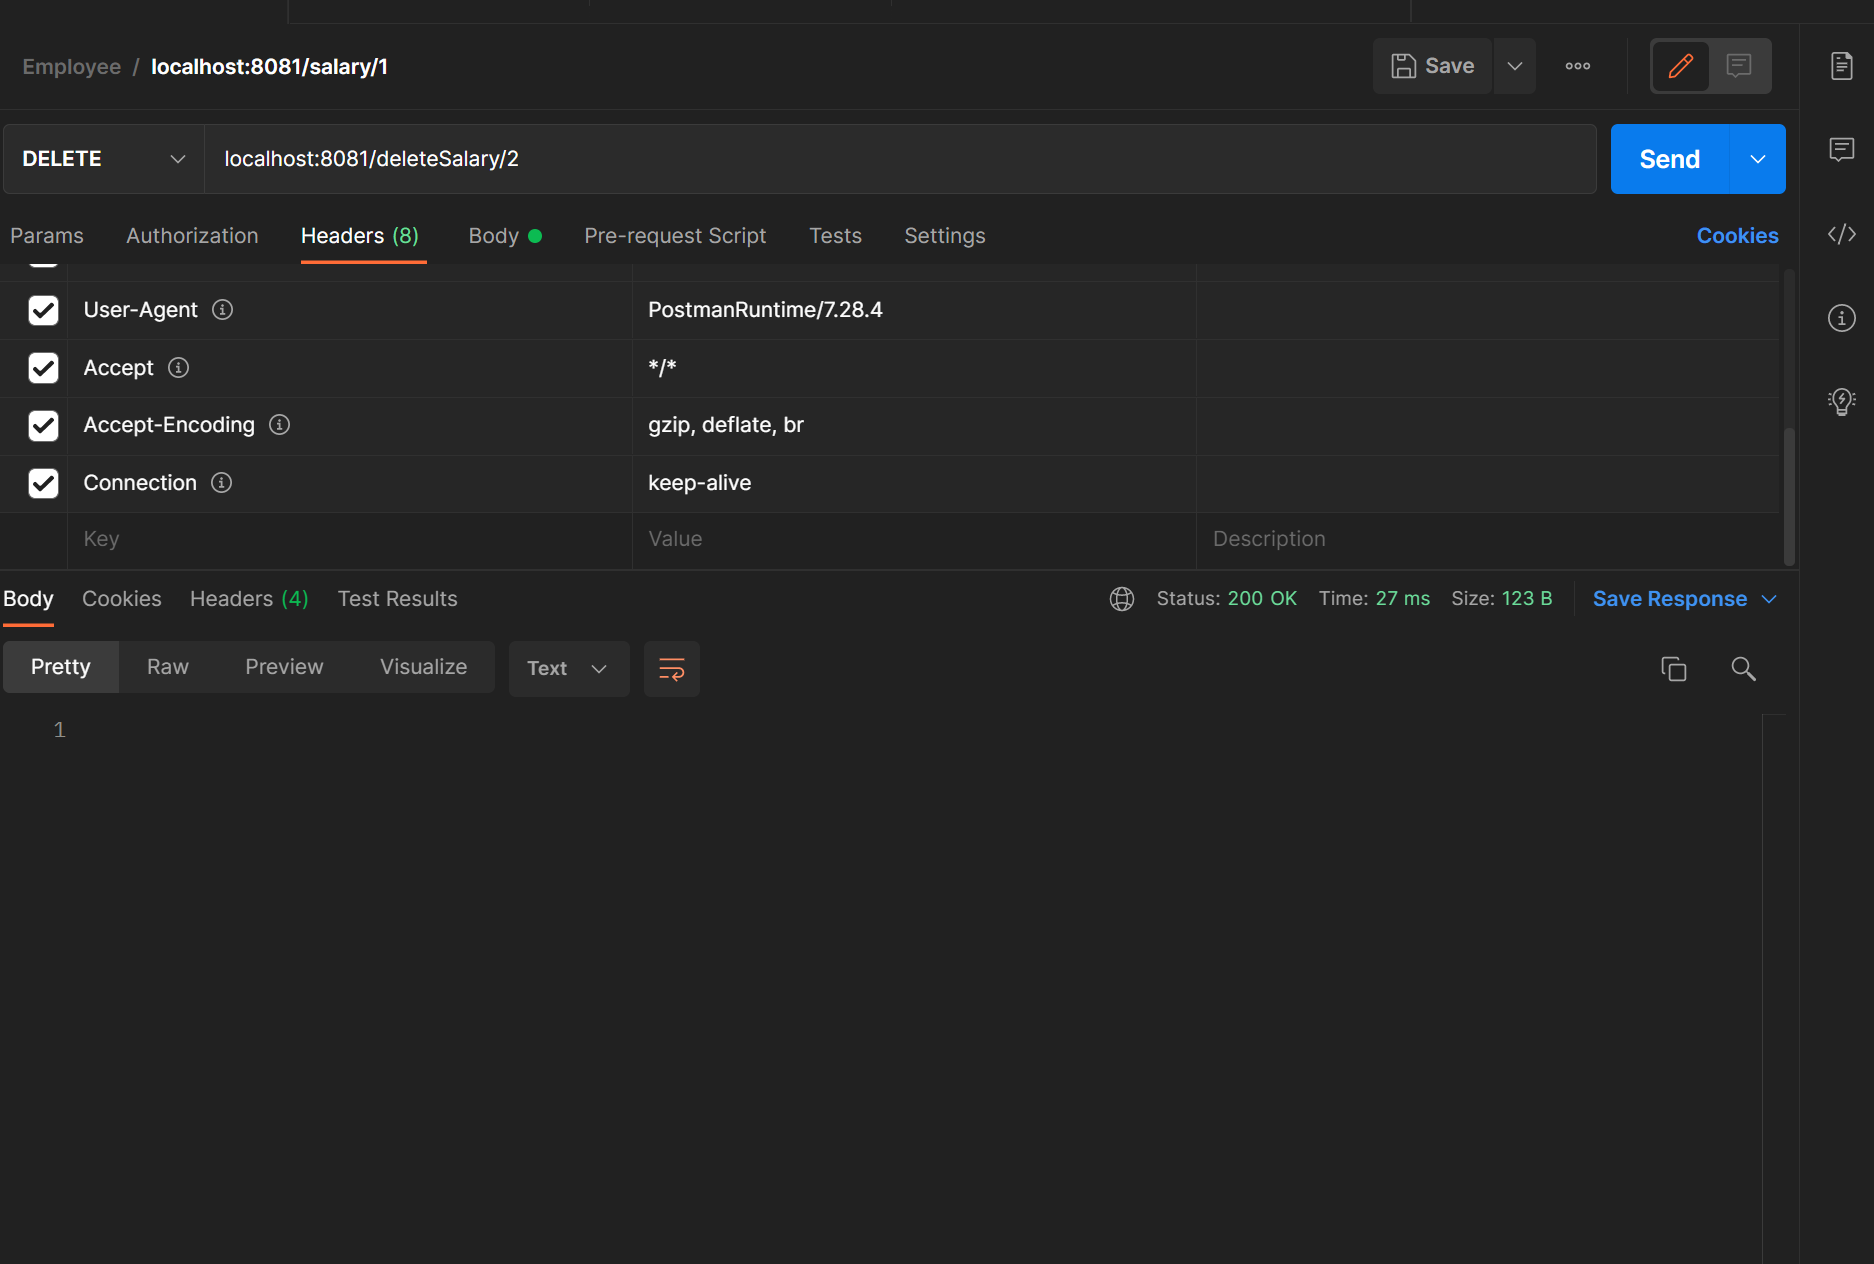 Employee / localhost:8081/salary/1
Save
DELETE
localhost:8081/deleteSalary/2
Send
Params Authorization Headers (8) Body Pre-request Script Tests Settings Cookies
User-Agent PostmanRuntime/7.28.4
Accept */*
Accept-Encoding gzip, deflate, br
Connection keep-alive
Key Value Description
Body Cookies Headers (4) Test Results Status: 200 OK Time: 27 ms Size: 123 B Save Response
Pretty Raw Preview Visualize Text
1